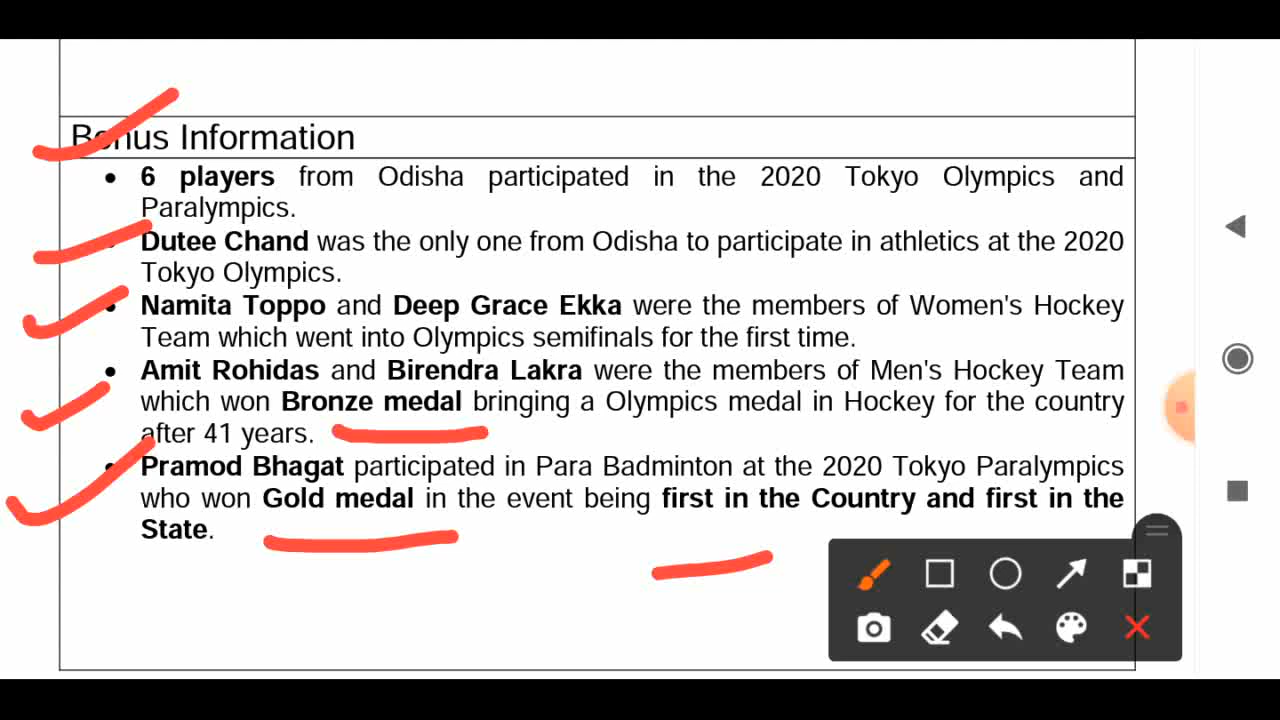 Bonus Information
• 6 players from Odisha participated in the 2020 Tokyo Olympics and
Paralympics.
• Dutee Chand was the only one from Odisha to participate in athletics at the 2020
Tokyo Olympics.
• Namita Toppo and Deep Grace Ekka were the members of Women's Hockey
Team which went into Olympics semifinals for the first time.
• Amit Rohidas and Birendra Lakra were the members of Men's Hockey Team
which won Bronze medal bringing a Olympics medal in Hockey for the country
after 41 years.
• Pramod Bhagat participated in Para Badminton at the 2020 Tokyo Paralympics
who won Gold medal in the event being first in the Country and first in the
State.